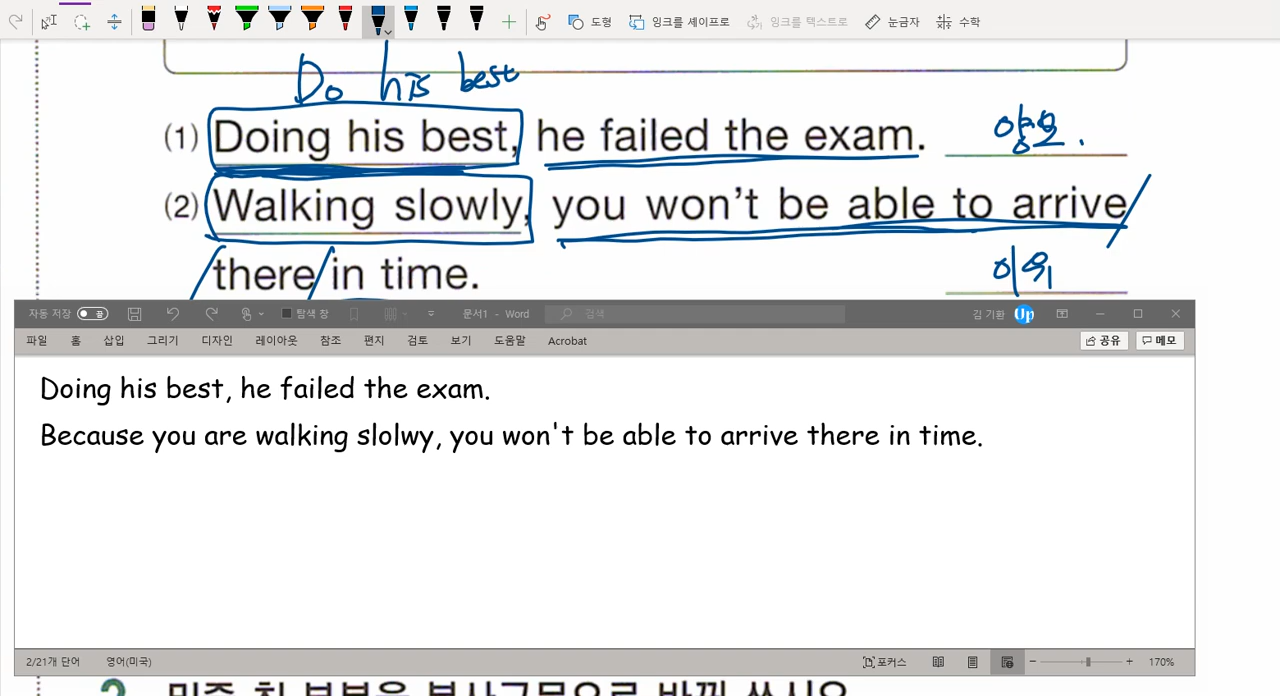 도형 잉크를 셰이프로 잉크를 텍스트로 눈금자 수학
Do his best
(1) Doing his best, he failed the exam. 양보.
(2) Walking slowly, you won't be able to arrive
there in time. 이유
자동 저장 끔 탐색 창 문서1 - Word 검색 김 기환 Up
파일 홈 삽입 그리기 디자인 레이아웃 참조 편지 검토 보기 도움말 Acrobat 공유 메모
Doing his best, he failed the exam.
Because you are walking slolwy, you won't be able to arrive there in time.
2/21개 단어 영어(미국) 포커스 170%